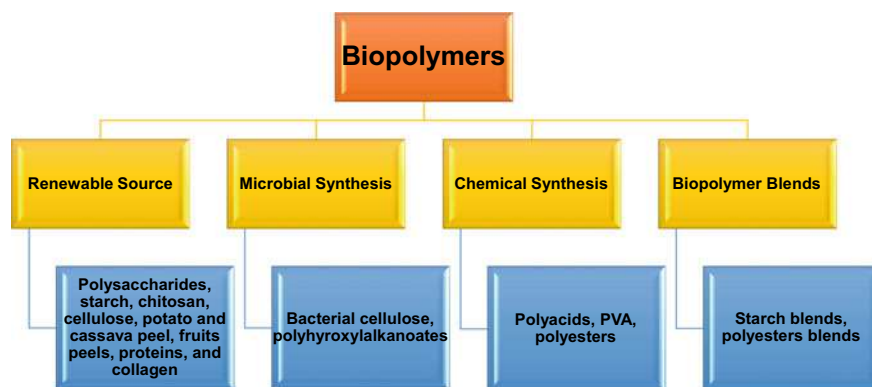 Biopolymers
Renewable Source
Microbial Synthesis
Chemical Synthesis
Biopolymer Blends
Polysaccharides,
starch, chitosan,
cellulose, potato and
cassava peel, fruits
peels, proteins, and
collagen
Bacterial cellulose,
polyhyroxylalkanoates
Polyacids, PVA,
polyesters
Starch blends,
polyesters blends